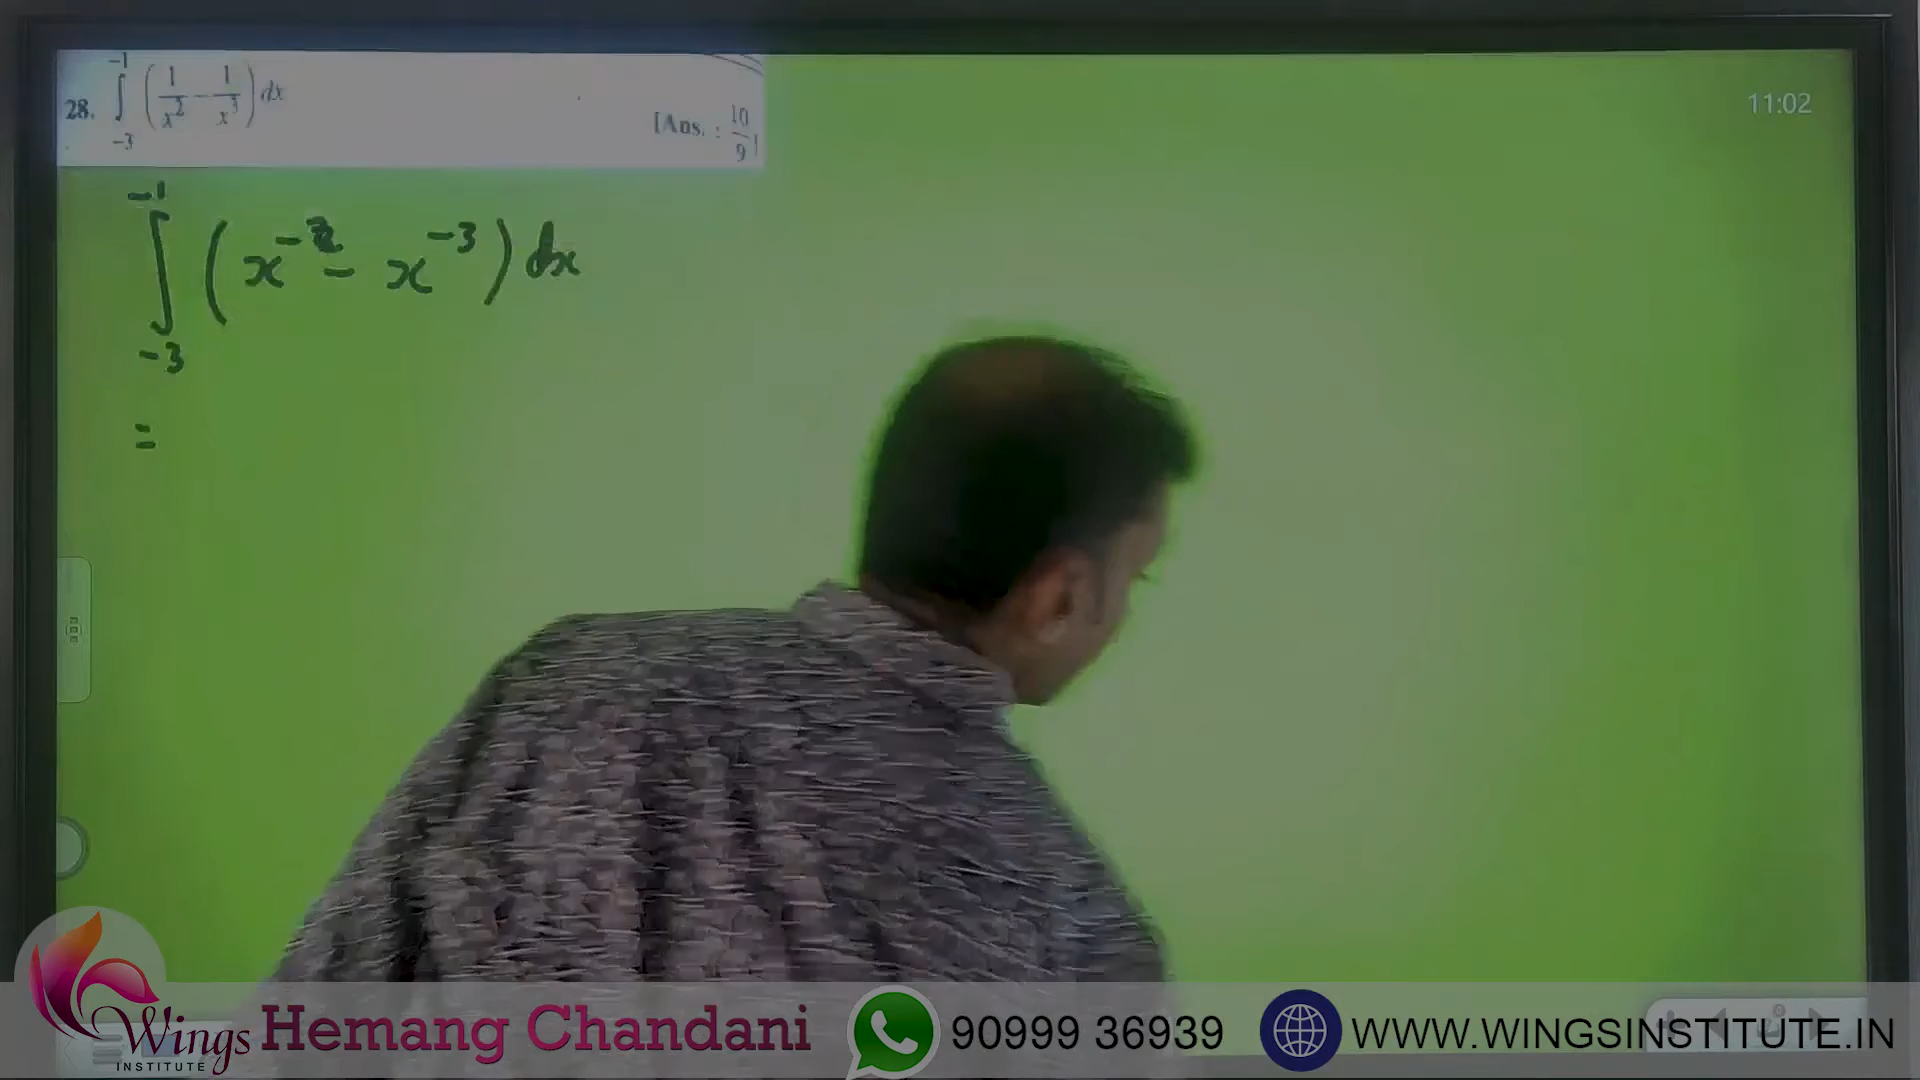 28. ∫_{-3}^{-1} (1/x² - 1/x³) dx
[Ans. : 10/9]
11:02
∫_{-3}^{-1} (x^{-2} - x^{-3}) dx
=
Wings
INSTITUTE
Hemang Chandani
90999 36939
WWW.WINGSINSTITUTE.IN